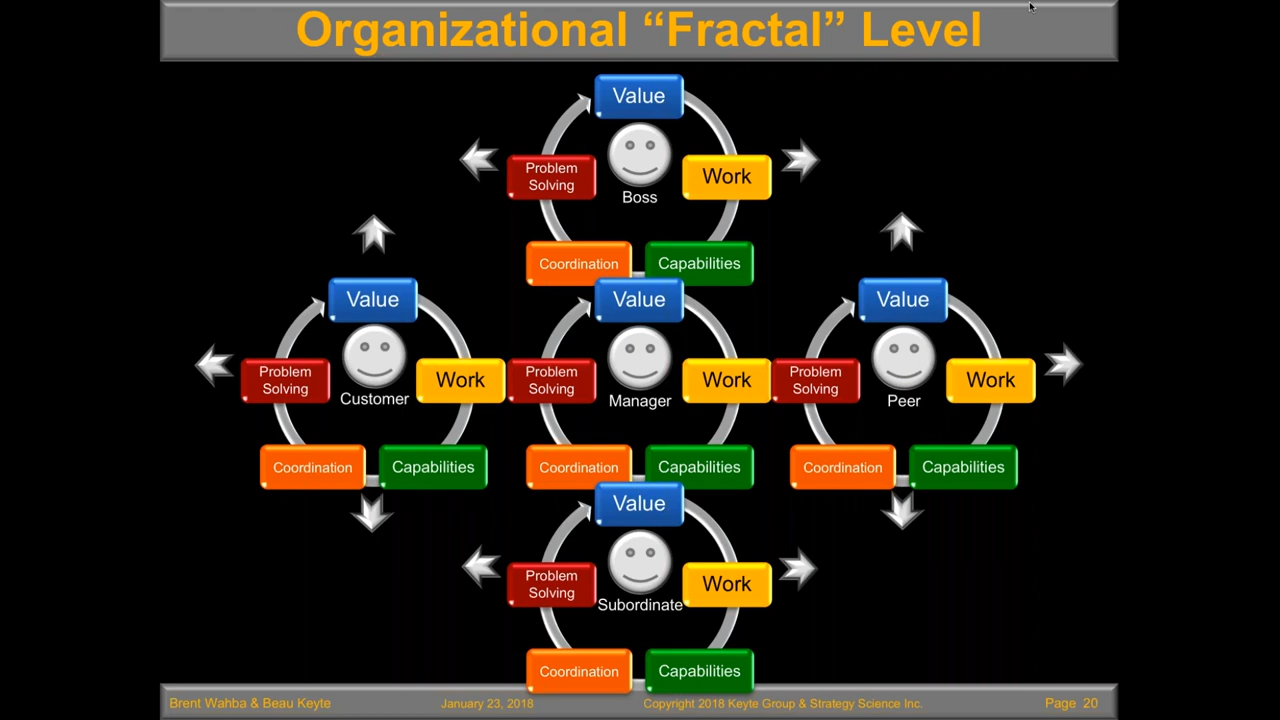 Organizational “Fractal” Level
Value
Problem
Solving
Work
Boss
Coordination
Capabilities
Value
Problem
Solving
Work
Customer
Coordination
Capabilities
Value
Problem
Solving
Work
Manager
Coordination
Capabilities
Value
Problem
Solving
Work
Peer
Coordination
Capabilities
Value
Problem
Solving
Work
Subordinate
Coordination
Capabilities
Brent Wahba & Beau Keyte
January 23, 2018
Copyright 2018 Keyte Group & Strategy Science Inc.
Page 20